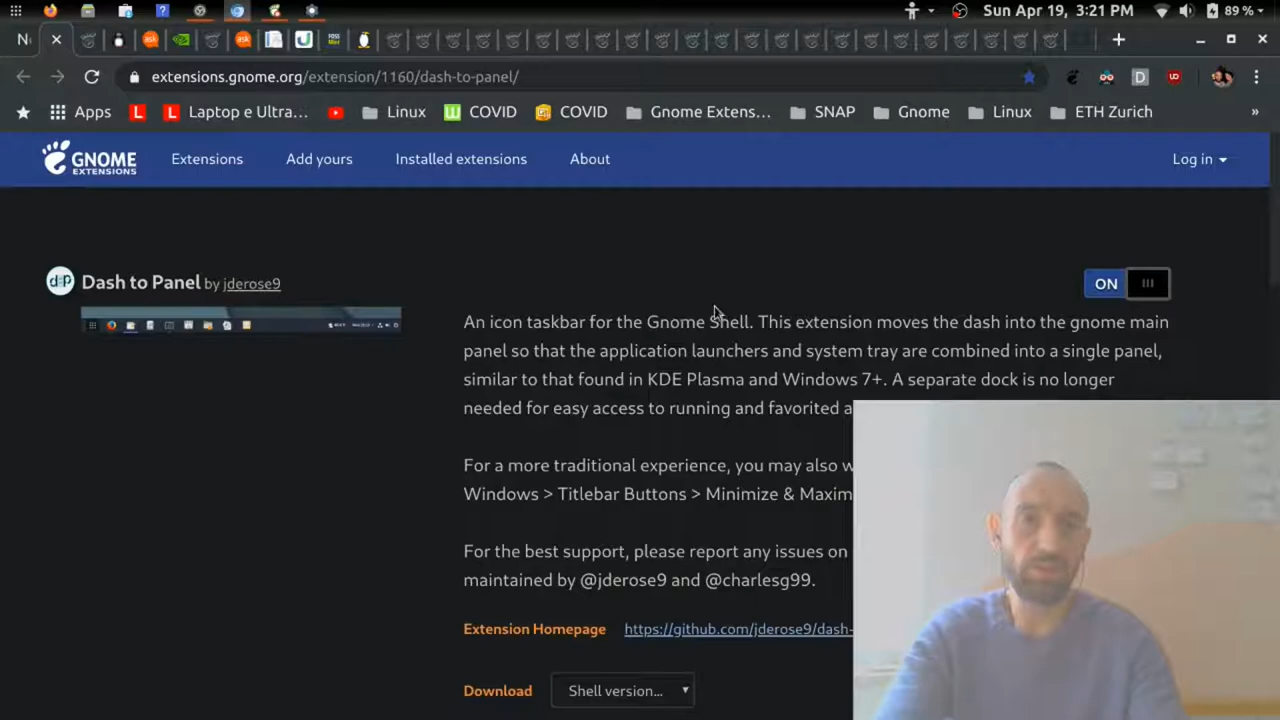 Sun Apr 19, 3:21 PM
89 %
extensions.gnome.org/extension/1160/dash-to-panel/
Apps
Laptop e Ultra...
Linux
COVID
COVID
Gnome Extens...
SNAP
Gnome
Linux
ETH Zurich
»
GNOME
EXTENSIONS
Extensions
Add yours
Installed extensions
About
Log in
Dash to Panel by jderose9
ON
An icon taskbar for the Gnome Shell. This extension moves the dash into the gnome main
panel so that the application launchers and system tray are combined into a single panel,
similar to that found in KDE Plasma and Windows 7+. A separate dock is no longer
needed for easy access to running and favorited a
For a more traditional experience, you may also w
Windows > Titlebar Buttons > Minimize & Maxim
For the best support, please report any issues on
maintained by @jderose9 and @charlesg99.
Extension Homepage
https://github.com/jderose9/dash-
Download
Shell version...